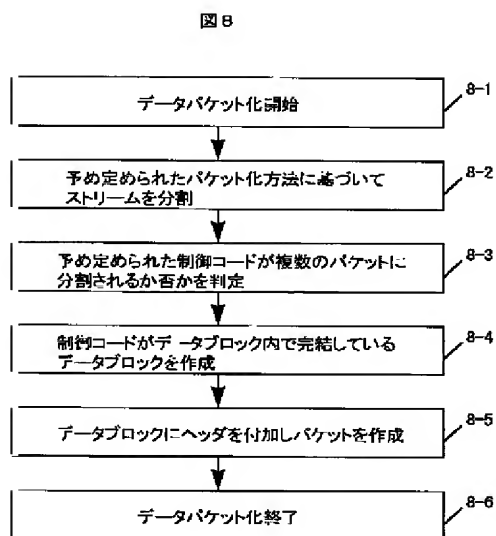 図8
データパケット化開始
8-1
予め定められたパケット化方法に基づいて
ストリームを分割
8-2
予め定められた制御コードが複数のパケットに
分割されるか否かを判定
8-3
制御コードがデータブロック内で完結している
データブロックを作成
8-4
データブロックにヘッダを付加しパケットを作成
8-5
データパケット化終了
8-6